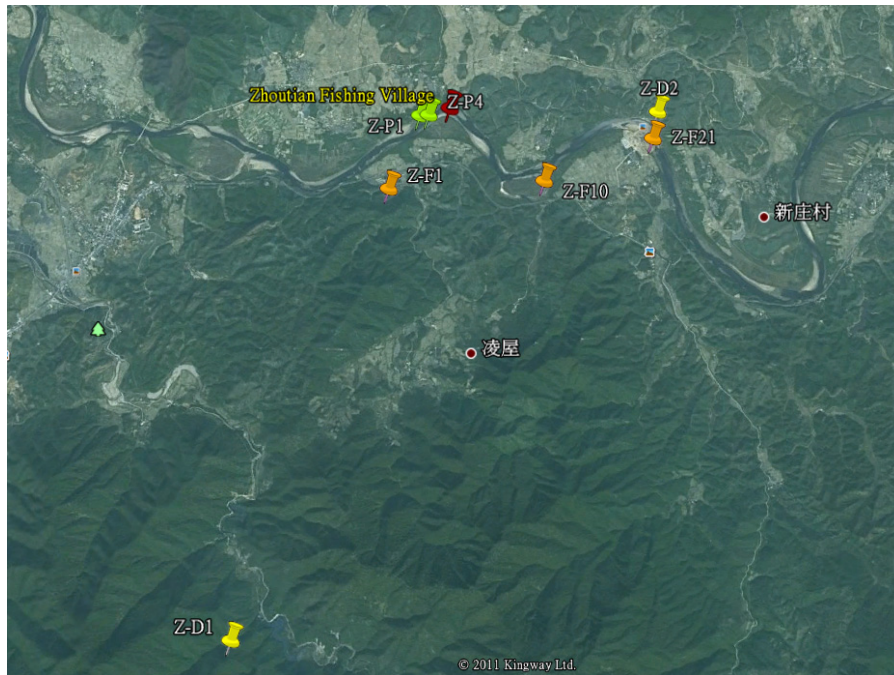 Z-D2
Zhoutian Fishing Village
Z-P4
Z-P1
Z-F21
Z-F1
Z-F10
新庄村
凌屋
Z-D1
© 2011 Kingway Ltd.